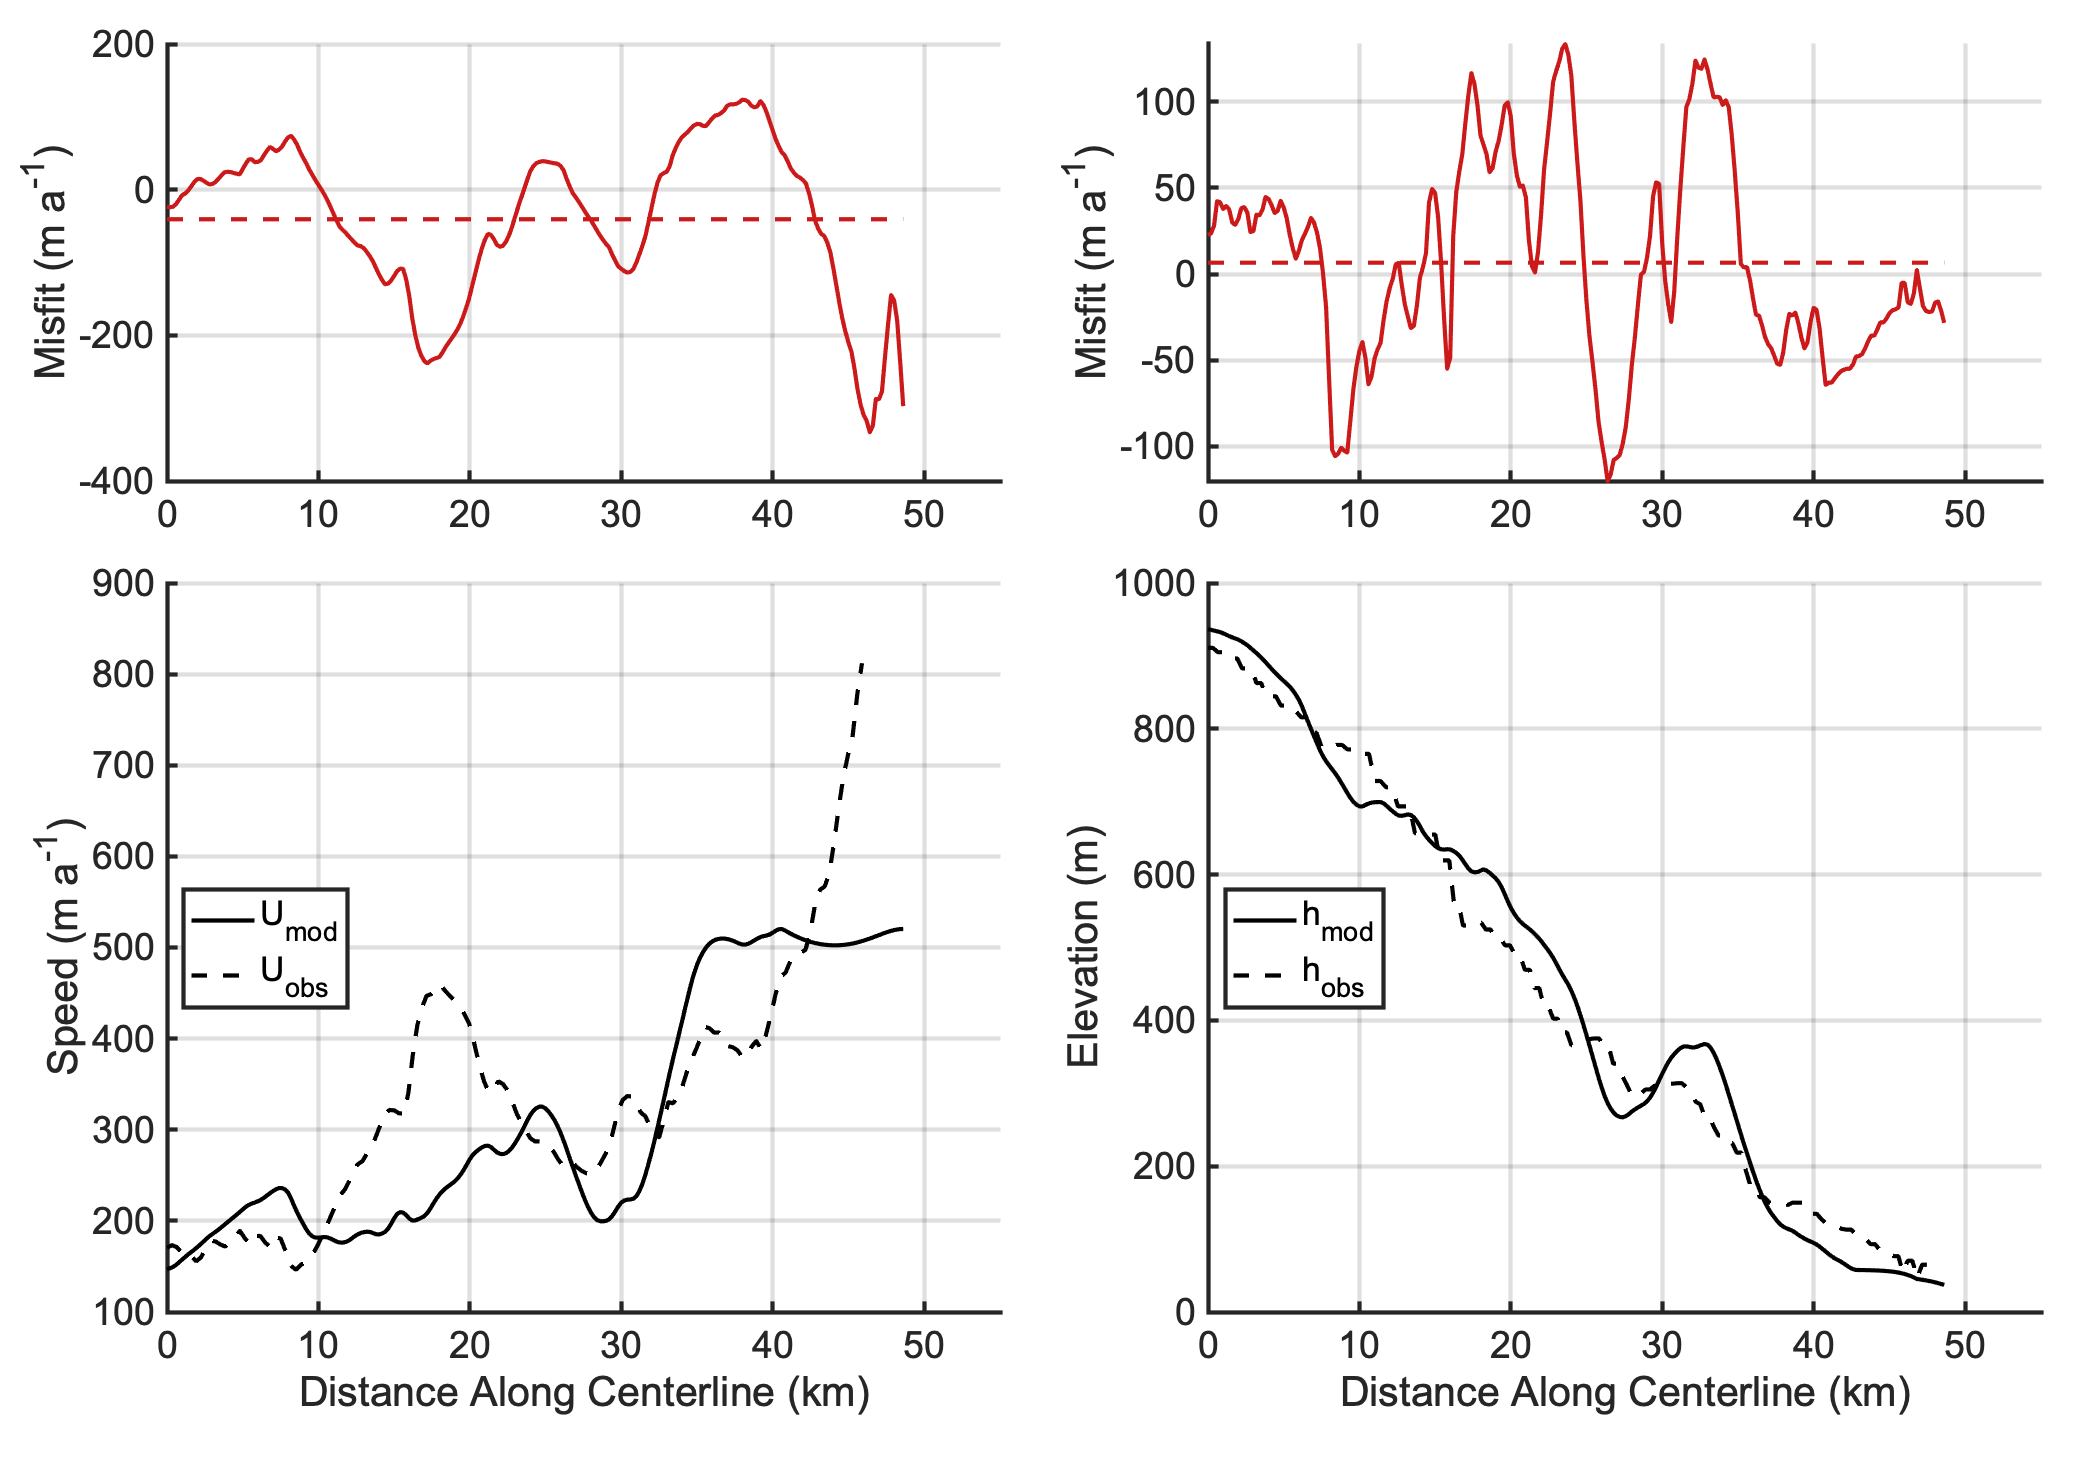 200
0
-200
-400
Misfit (m a-1)
0 10 20 30 40 50
100
50
0
-50
-100
Misfit (m a-1)
0 10 20 30 40 50
900
800
700
600
500
400
300
200
100
Speed (m a-1)
Umod
Uobs
0 10 20 30 40 50
Distance Along Centerline (km)
1000
800
600
400
200
0
Elevation (m)
hmod
hobs
0 10 20 30 40 50
Distance Along Centerline (km)